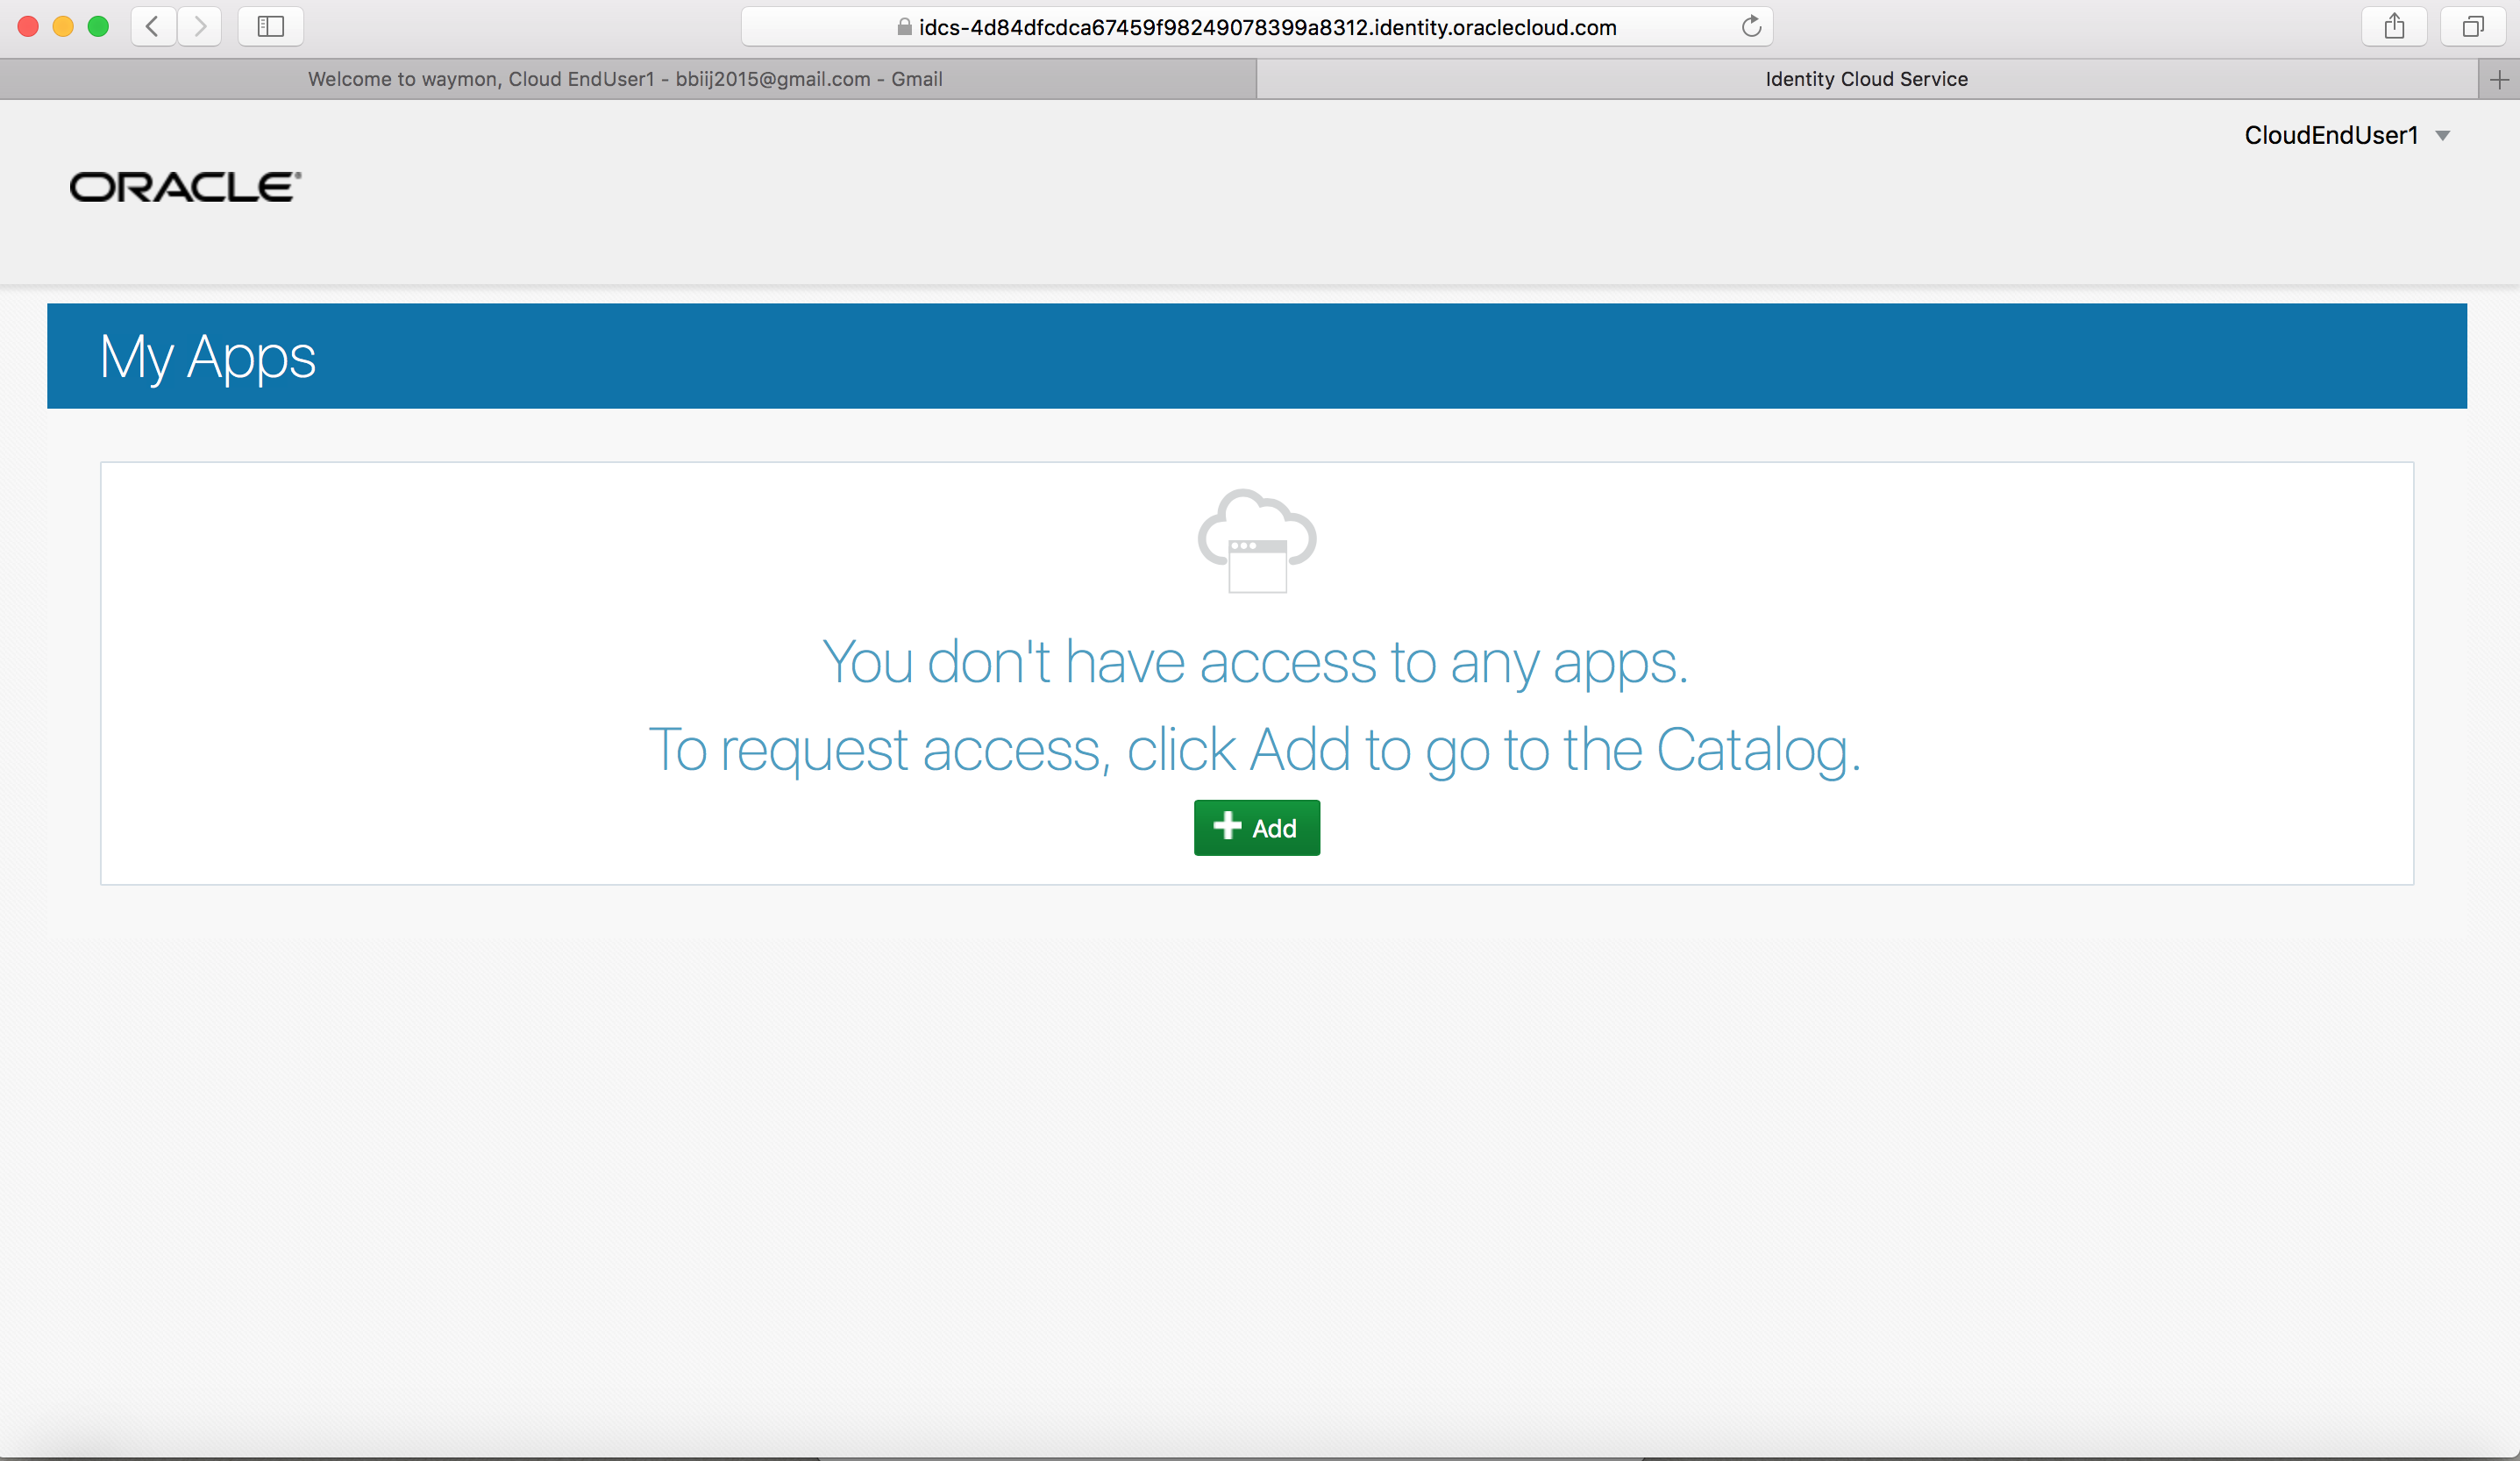 idcs-4d84dfcdca67459f98249078399a8312.identity.oraclecloud.com
Welcome to waymon, Cloud EndUser1 - bbiij2015@gmail.com - Gmail
Identity Cloud Service
CloudEndUser1
ORACLE®
My Apps
You don't have access to any apps.
To request access, click Add to go to the Catalog.
Add